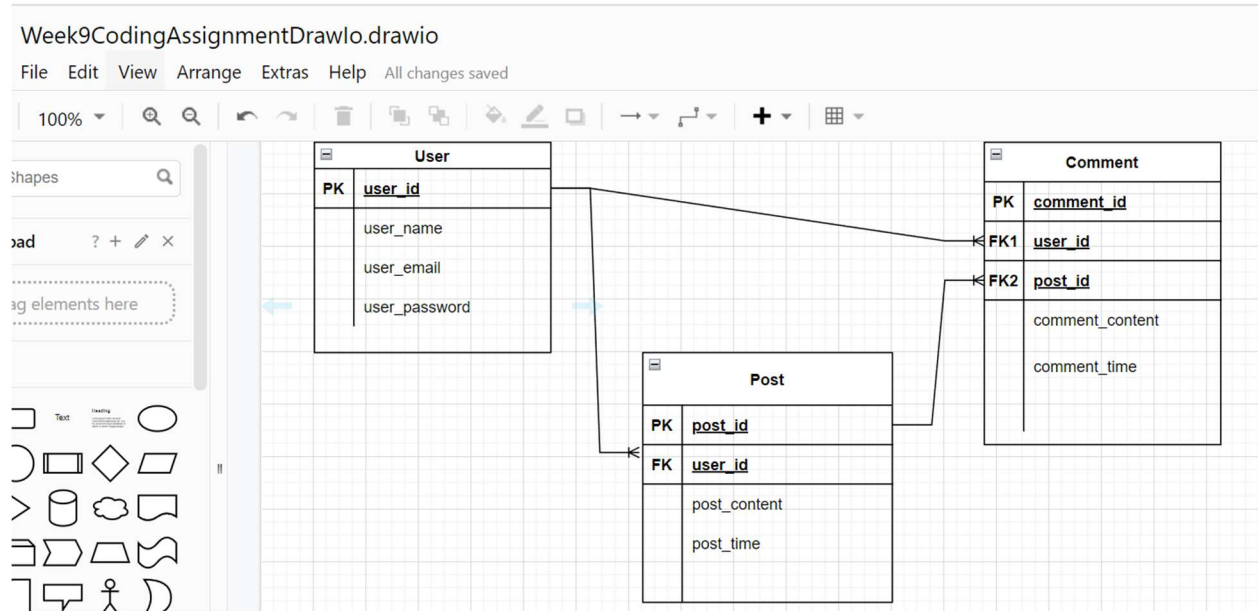 Week9CodingAssignmentDrawIo.drawio
File Edit View Arrange Extras Help All changes saved
100%
Shapes
? + ×
elements here
Text
Heading
User
PK user_id
user_name
user_email
user_password
Post
PK post_id
FK user_id
post_content
post_time
Comment
PK comment_id
FK1 user_id
FK2 post_id
comment_content
comment_time